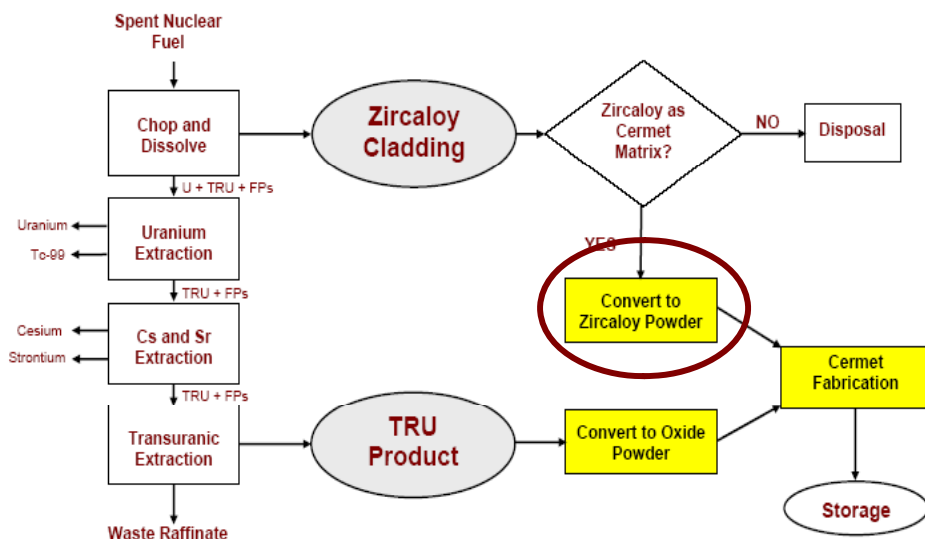 Spent Nuclear
Fuel
Chop and
Dissolve
Zircaloy
Cladding
Zircaloy as
Cermet
Matrix?
NO
Disposal
U + TRU + FPs
Uranium
Tc-99
Uranium
Extraction
YES
TRU + FPs
Convert to
Zircaloy Powder
Cesium
Strontium
Cs and Sr
Extraction
Cermet
Fabrication
TRU + FPs
Transuranic
Extraction
TRU
Product
Convert to Oxide
Powder
Storage
Waste Raffinate